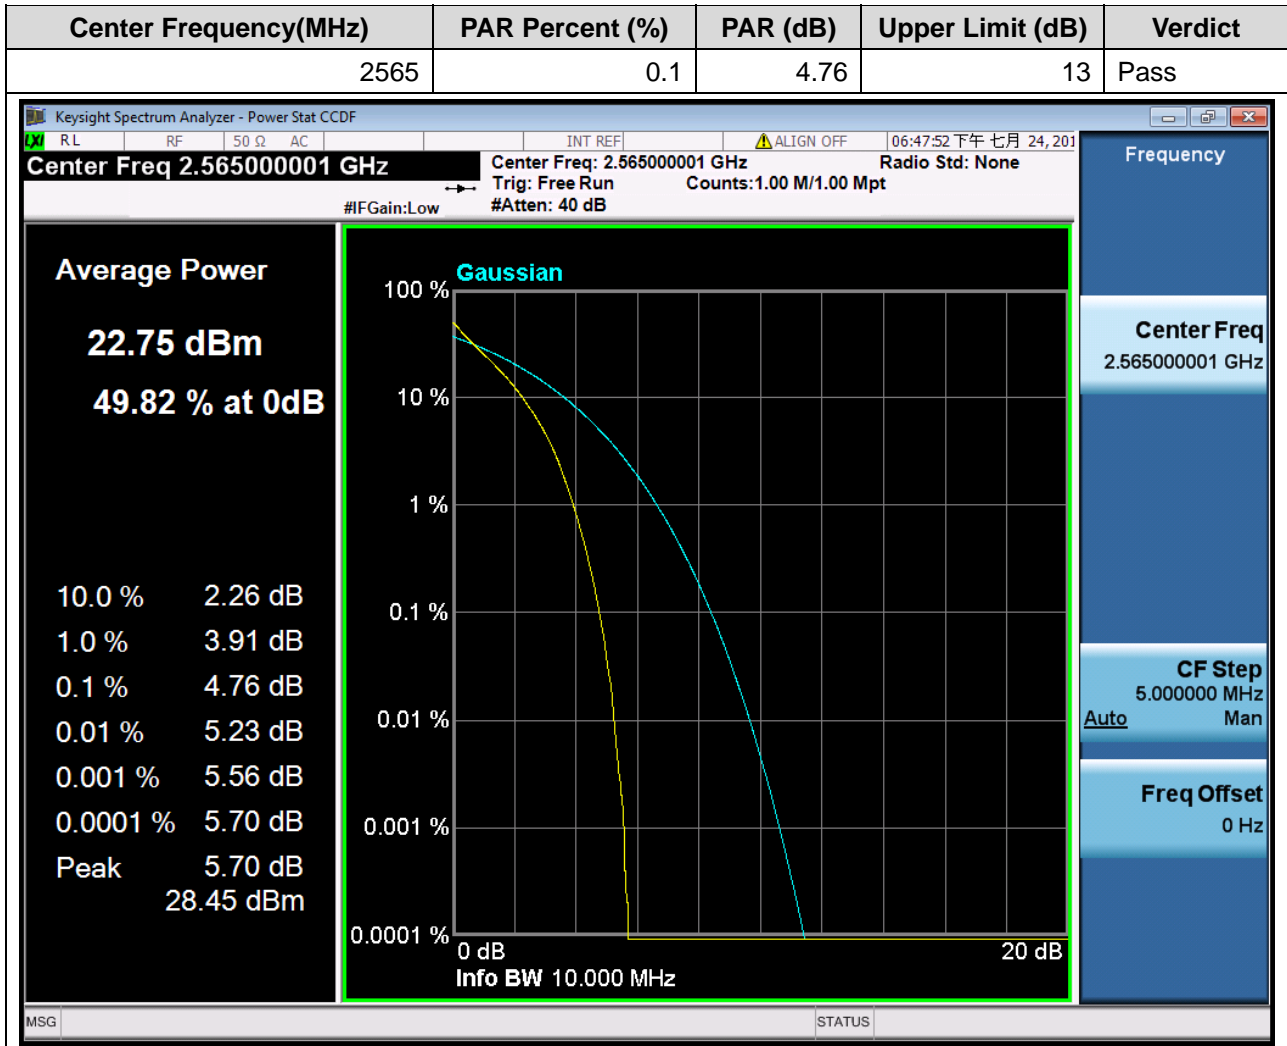 Center Frequency(MHz) PAR Percent (%) PAR (dB) Upper Limit (dB) Verdict
2565 0.1 4.76 13 Pass
Keysight Spectrum Analyzer - Power Stat CCDF
LXI RL RF 50 Ω AC INT REF ALIGN OFF 06:47:52 下午 七月 24, 201
Center Freq 2.565000001 GHz
#IFGain:Low
Center Freq: 2.565000001 GHz Radio Std: None
Trig: Free Run Counts:1.00 M/1.00 Mpt
#Atten: 40 dB
Average Power
22.75 dBm
49.82 % at 0dB
10.0 % 2.26 dB
1.0 % 3.91 dB
0.1 % 4.76 dB
0.01 % 5.23 dB
0.001 % 5.56 dB
0.0001 % 5.70 dB
Peak 5.70 dB
28.45 dBm
Gaussian
100 %
10 %
1 %
0.1 %
0.01 %
0.001 %
0.0001 %
0 dB 20 dB
Info BW 10.000 MHz
Frequency
Center Freq
2.565000001 GHz
CF Step
5.000000 MHz
Auto Man
Freq Offset
0 Hz
MSG STATUS